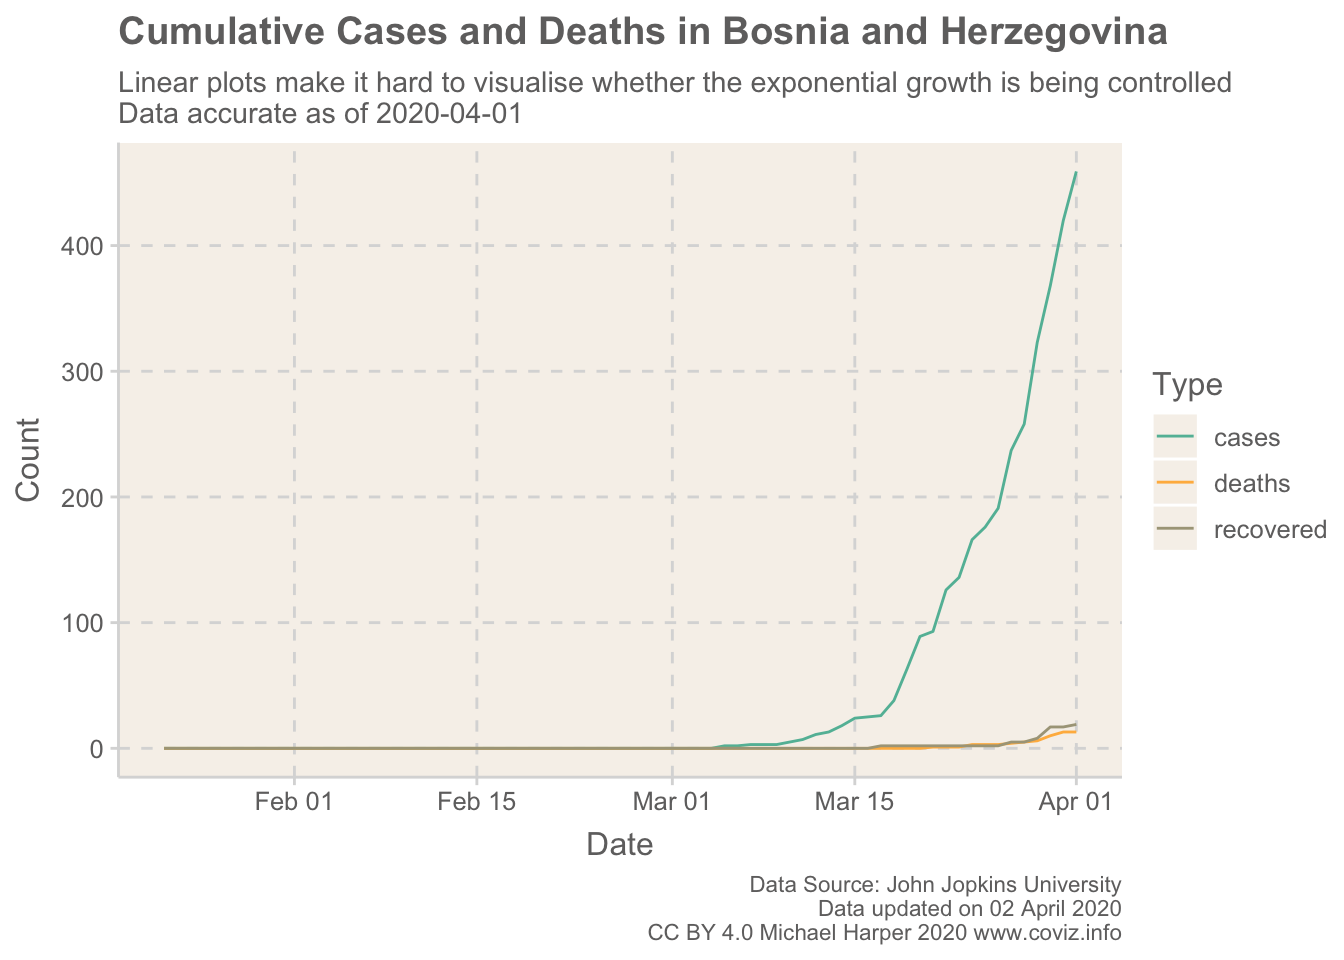 Cumulative Cases and Deaths in Bosnia and Herzegovina
Linear plots make it hard to visualise whether the exponential growth is being controlled
Data accurate as of 2020-04-01
400
300
200
100
0
Count
Feb 01
Feb 15
Mar 01
Mar 15
Apr 01
Date
Type
cases
deaths
recovered
Data Source: John Jopkins University
Data updated on 02 April 2020
CC BY 4.0 Michael Harper 2020 www.coviz.info